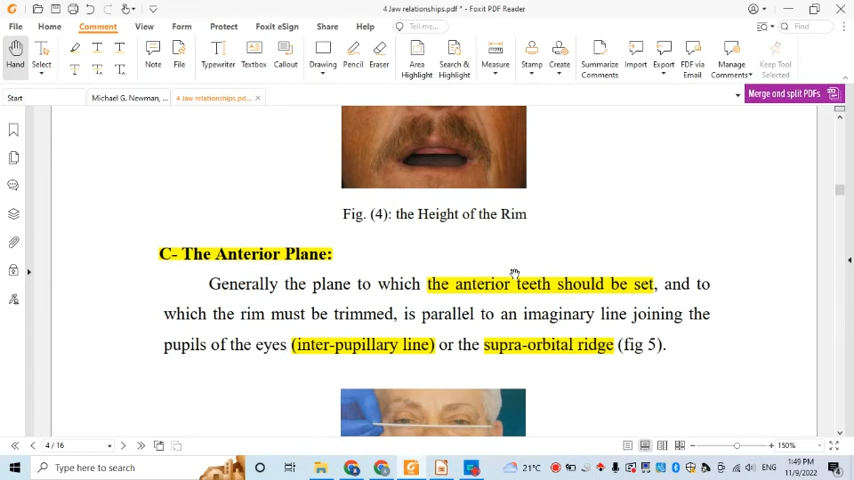 4 Jaw relationships.pdf * - Foxit PDF Reader
File Home Comment View Form Protect Foxit eSign Share Help Tell me... Find
Hand Select Note File Typewriter Textbox Callout Drawing Pencil Eraser Area Highlight Search & Highlight Measure Stamp Create Summarize Comments Import Export FDF via Email Manage Comments Keep Tool Selected
Start Michael G. Newman, ... 4 Jaw relationships.pd... Merge and split PDFs
Fig. (4): the Height of the Rim
C- The Anterior Plane:
Generally the plane to which the anterior teeth should be set, and to
which the rim must be trimmed, is parallel to an imaginary line joining the
pupils of the eyes (inter-pupillary line) or the supra-orbital ridge (fig 5).
4 / 16 150%
Type here to search 21°C ENG 1:49 PM
11/9/2022 4